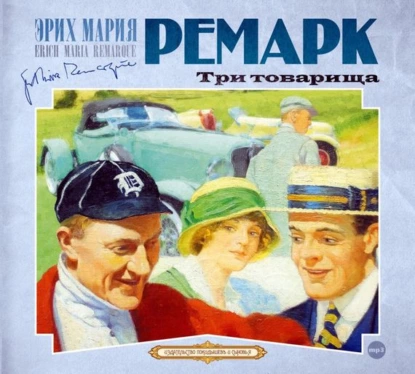 ЭРИХ МАРИЯ
ERICH MARIA REMARQUE
РЕМАРК
Три товарища
D
mp3